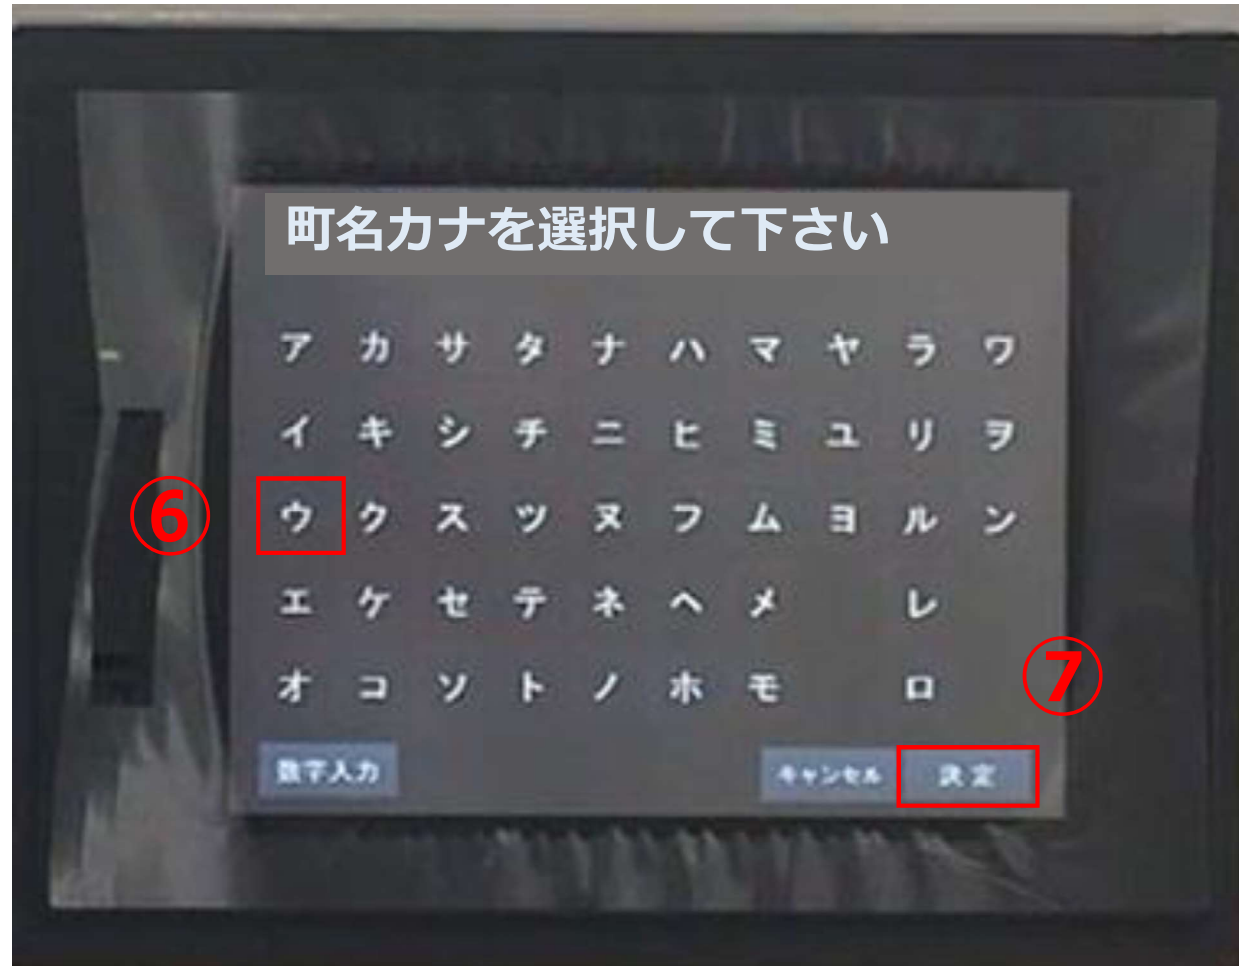 町名カナを選択して下さい
ア カ サ タ ナ ハ マ ヤ ラ ワ
イ キ シ チ ニ ヒ ミ ユ リ ヲ
⑥ ウ ク ス ツ ヌ フ ム ヨ ル ン
エ ケ セ テ ネ ヘ メ レ
オ コ ソ ト ノ ホ モ ロ
⑦
数字入力 キャンセル 決定